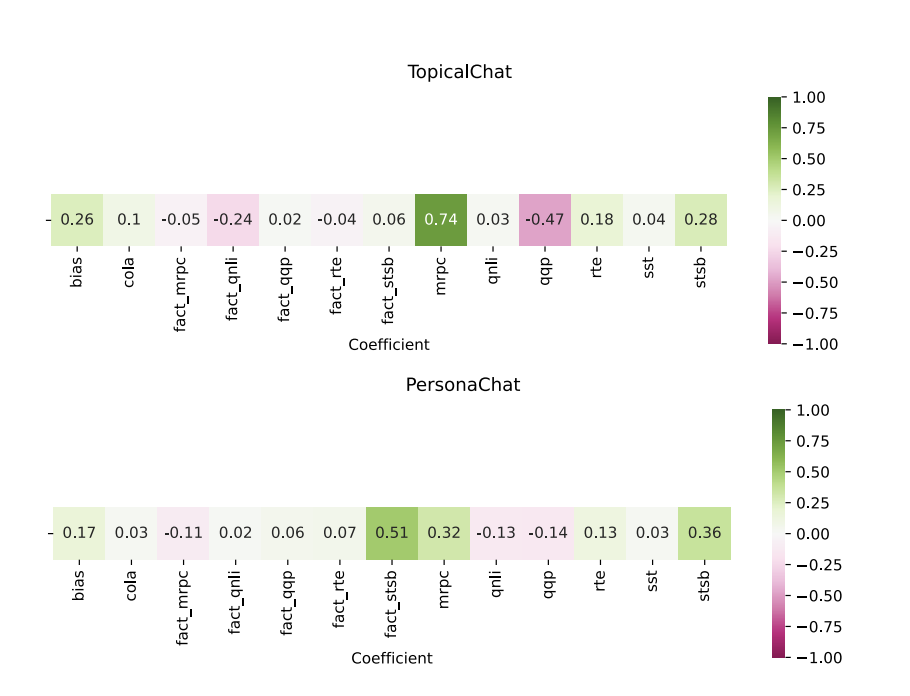 TopicalChat
0.26 0.1 -0.05 -0.24 0.02 -0.04 0.06 0.74 0.03 -0.47 0.18 0.04 0.28
bias cola fact_mrpc fact_qnli fact_qqp fact_rte fact_stsb mrpc qnli qqp rte sst stsb
Coefficient
1.00
0.75
0.50
0.25
0.00
−0.25
−0.50
−0.75
−1.00
PersonaChat
0.17 0.03 -0.11 0.02 0.06 0.07 0.51 0.32 -0.13 -0.14 0.13 0.03 0.36
bias cola fact_mrpc fact_qnli fact_qqp fact_rte fact_stsb mrpc qnli qqp rte sst stsb
Coefficient
1.00
0.75
0.50
0.25
0.00
−0.25
−0.50
−0.75
−1.00